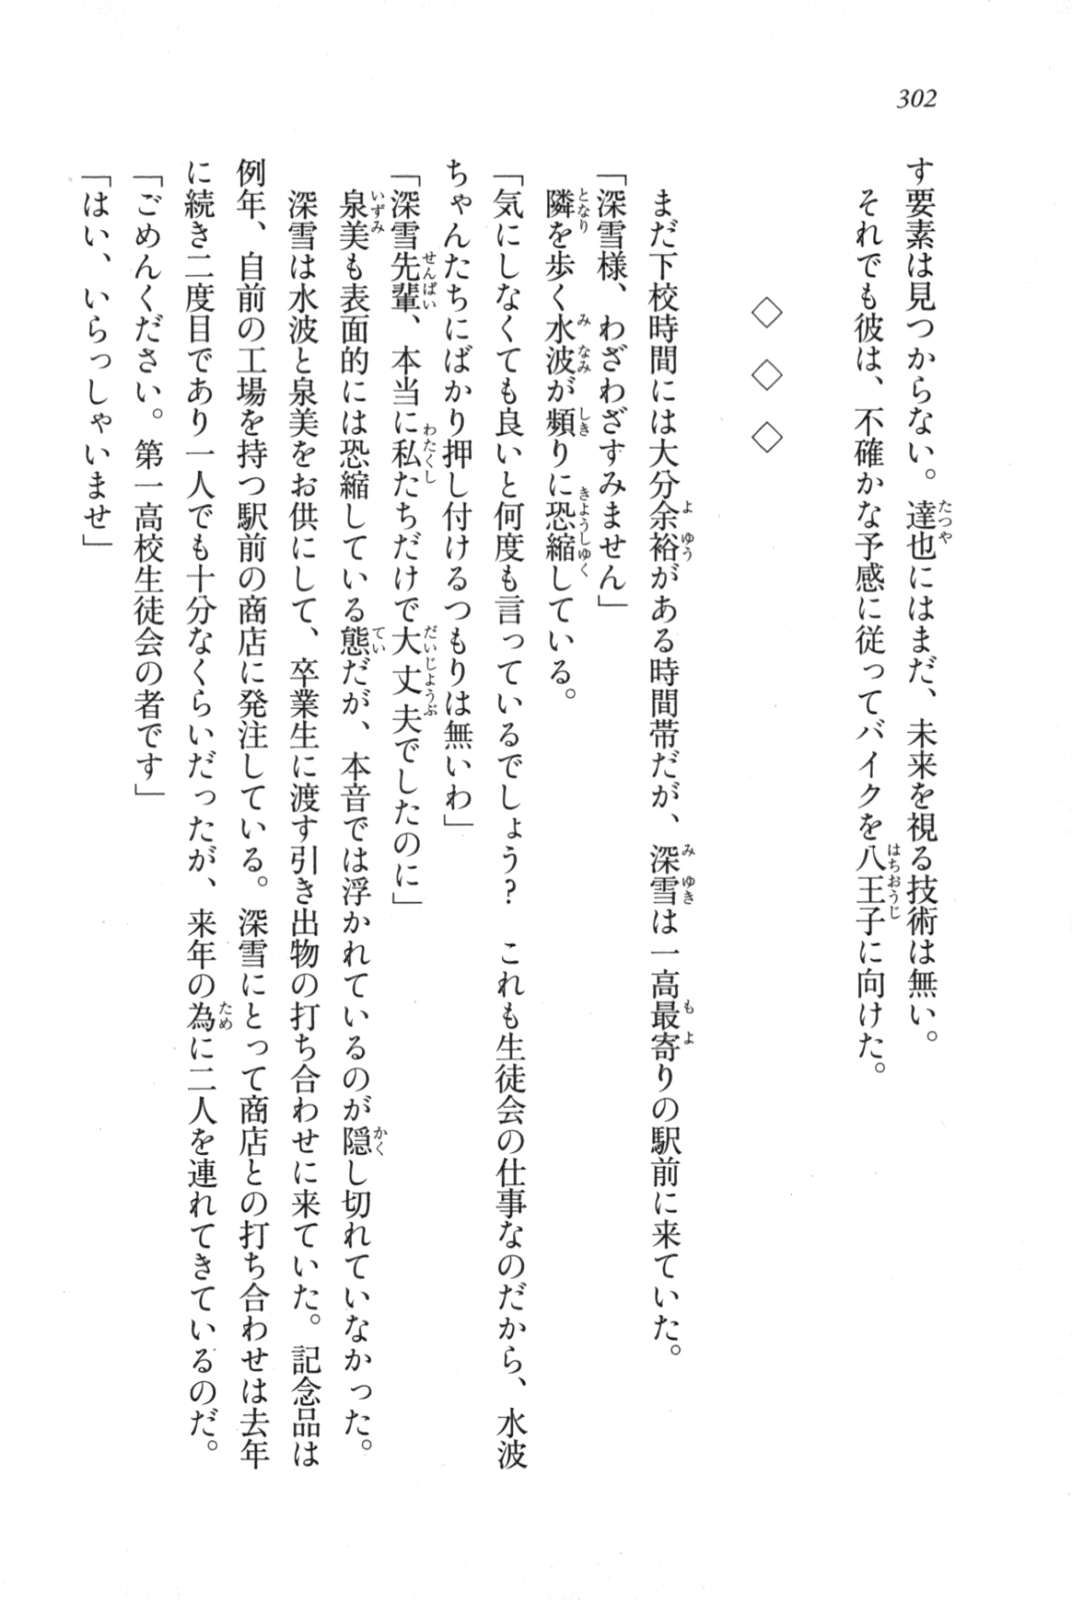 302
す要素は見つからない。達也にはまだ、未来を視る技術は無い。
それでも彼は、不確かな予感に従ってバイクを八王子に向けた。
◇ ◇ ◇
まだ下校時間には大分余裕がある時間帯だが、深雪は一高最寄りの駅前に来ていた。
「深雪様、わざわざすみません」
隣を歩く水波が頻りに恐縮している。
「気にしなくても良いと何度も言っているでしょう？　これも生徒会の仕事なのだから、水波
ちゃんたちにばかり押し付けるつもりは無いわ」
「深雪先輩、本当に私たちだけで大丈夫でしたのに」
泉美も表面的には恐縮している態だが、本音では浮かれているのが隠し切れていなかった。
深雪は水波と泉美をお供にして、卒業生に渡す引き出物の打ち合わせに来ていた。記念品は
例年、自前の工場を持つ駅前の商店に発注している。深雪にとって商店との打ち合わせは去年
に続き二度目であり一人でも十分なくらいだったが、来年の為に二人を連れてきているのだ。
「ごめんください。第一高校生徒会の者です」
「はい、いらっしゃいませ」